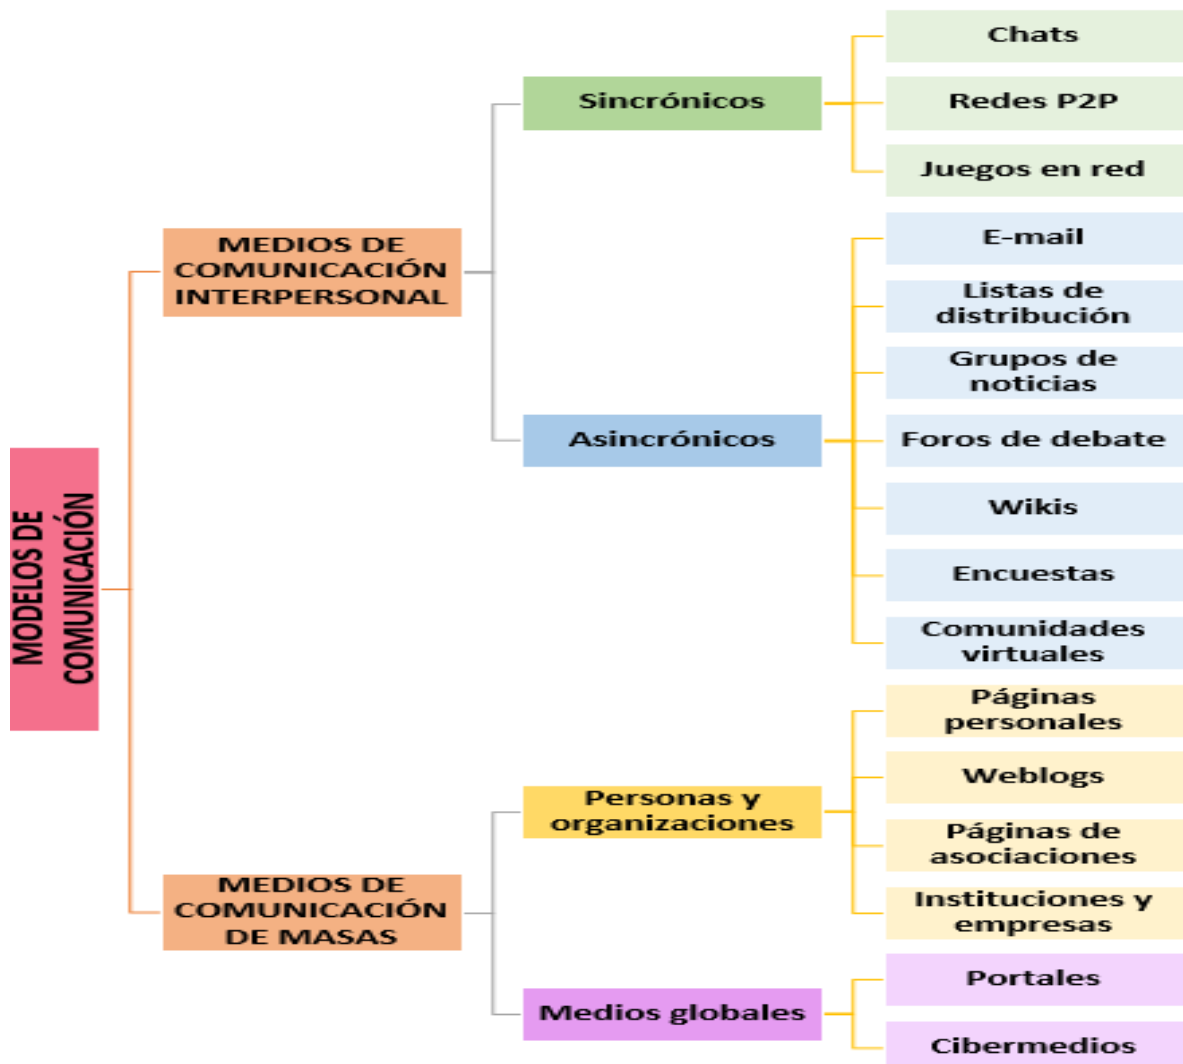 MODELOS DE
COMUNICACIÓN
MEDIOS DE
COMUNICACIÓN
INTERPERSONAL
Sincrónicos
Chats
Redes P2P
Juegos en red
Asincrónicos
E-mail
Listas de
distribución
Grupos de
noticias
Foros de debate
Wikis
Encuestas
Comunidades
virtuales
MEDIOS DE
COMUNICACIÓN
DE MASAS
Personas y
organizaciones
Páginas
personales
Weblogs
Páginas de
asociaciones
Instituciones y
empresas
Medios globales
Portales
Cibermedios